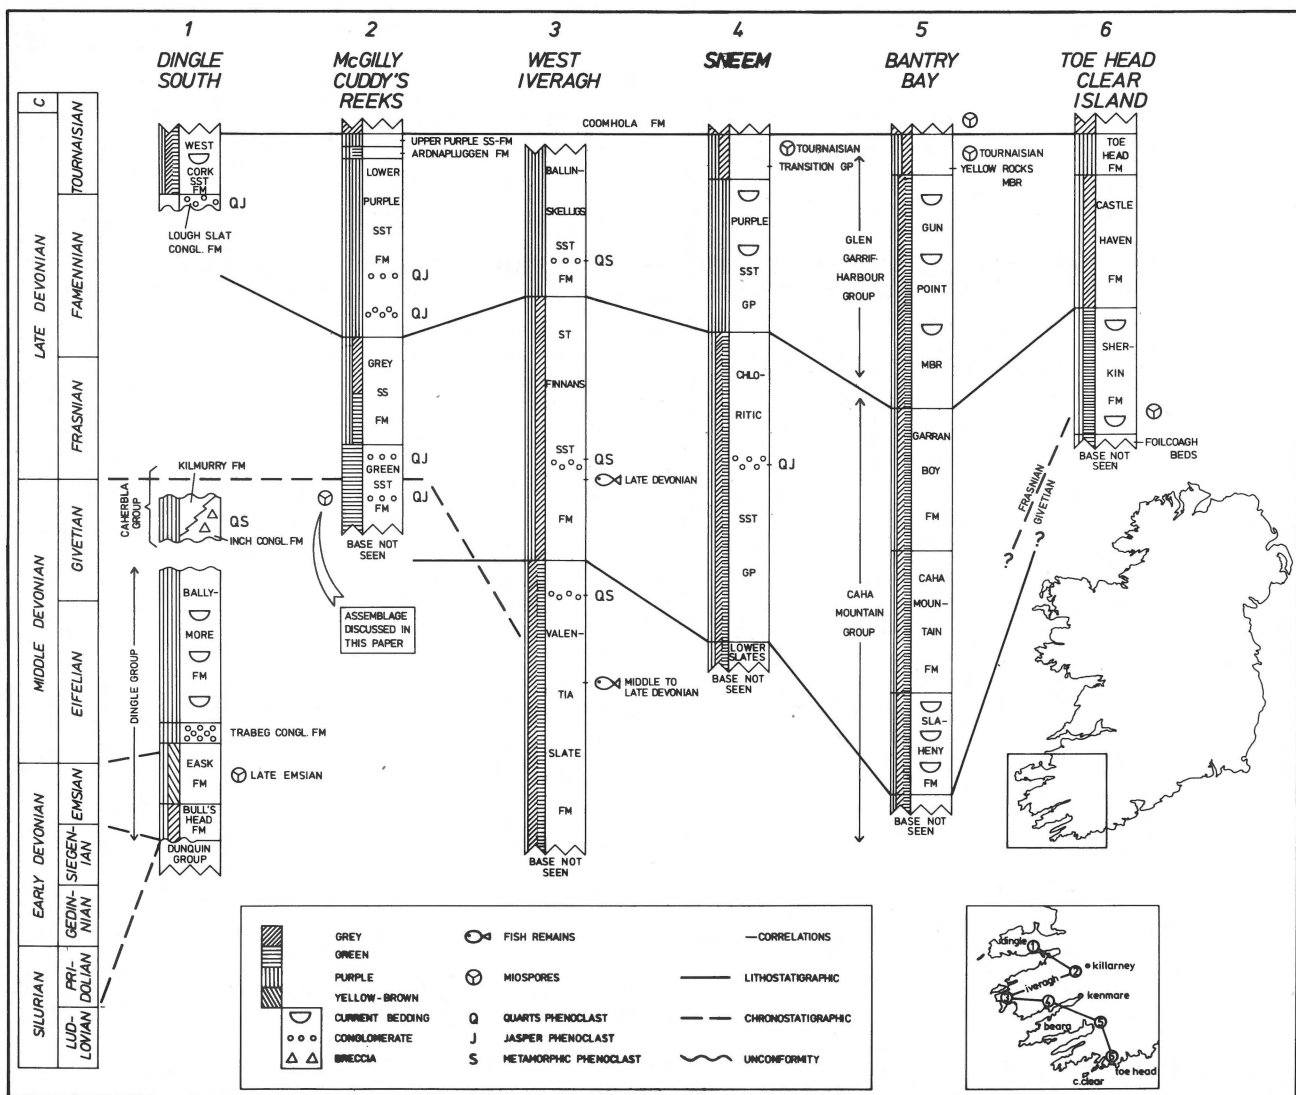 1
DINGLE
SOUTH
2
McGILLY
CUDDY'S
REEKS
3
WEST
IVERAGH
4
SNEEM
5
BANTRY
BAY
6
TOE HEAD
CLEAR
ISLAND
C
TOURNAISIAN
LATE DEVONIAN
FAMENNIAN
FRASNIAN
MIDDLE DEVONIAN
GIVETIAN
EIFELIAN
EARLY DEVONIAN
EMSIAN
SIEGEN-
IAN
GEDIN-
NIAN
SILURIAN
PRI-
DOLIAN
LUD-
LOVIAN
COOMHOLA FM
WEST
CORK
SST
FM
QJ
LOUGH SLAT
CONGL. FM
CAHERBLA
GROUP
KILMURRY FM
QS
INCH CONGL. FM
DINGLE GROUP
BALLY-
MORE
FM
TRABEG CONGL. FM
EASK
FM
LATE EMSIAN
BULL'S
HEAD
FM
DUNQUIN
GROUP
UPPER PURPLE SS-FM
ARDNAPLUGGEN FM
LOWER
PURPLE
SST
FM
QJ
QJ
GREY
SS
FM
QJ
GREEN
SST
FM
QJ
BASE NOT
SEEN
ASSEMBLAGE
DISCUSSED IN
THIS PAPER
BALLIN-
SKELLIGS
SST
QS
FM
ST
FINNANS
SST
QS
LATE DEVONIAN
FM
QS
VALEN-
TIA
MIDDLE TO
LATE DEVONIAN
SLATE
FM
BASE NOT
SEEN
TOURNAISIAN
TRANSITION GP
PURPLE
SST
GP
CHLO-
RITIC
QJ
SST
GP
LOWER
SLATES
BASE NOT
SEEN
GLEN
GARRIF-
HARBOUR
GROUP
CAHA
MOUNTAIN
GROUP
TOURNAISIAN
YELLOW ROCKS
MBR
GUN
POINT
MBR
GARRAN
BOY
FM
CAHA
MOUN-
TAIN
FM
SLA-
HENY
FM
BASE NOT
SEEN
TOE
HEAD
FM
CASTLE
HAVEN
FM
SHER-
KIN
FM
FOILCOAGH
BEDS
BASE NOT
SEEN
FRASNIAN
GIVETIAN
?
?
GREY
GREEN
PURPLE
YELLOW-BROWN
CURRENT BEDDING
CONGLOMERATE
BRECCIA
FISH REMAINS
MIOSPORES
Q QUARTS PHENOCLAST
J JASPER PHENOCLAST
S METAMORPHIC PHENOCLAST
—CORRELATIONS
LITHOSTATIGRAPHIC
CHRONOSTATIGRAPHIC
UNCONFORMITY
dingle
1
2
killarney
iveragh
3
4
kenmare
beara
5
6
toe head
c.clear